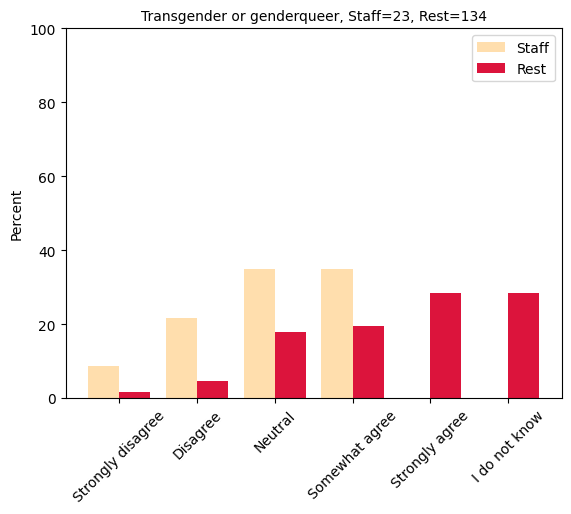 Transgender or genderqueer, Staff=23, Rest=134
100
80
60
40
20
0
Percent
Staff
Rest
Strongly disagree
Disagree
Neutral
Somewhat agree
Strongly agree
I do not know